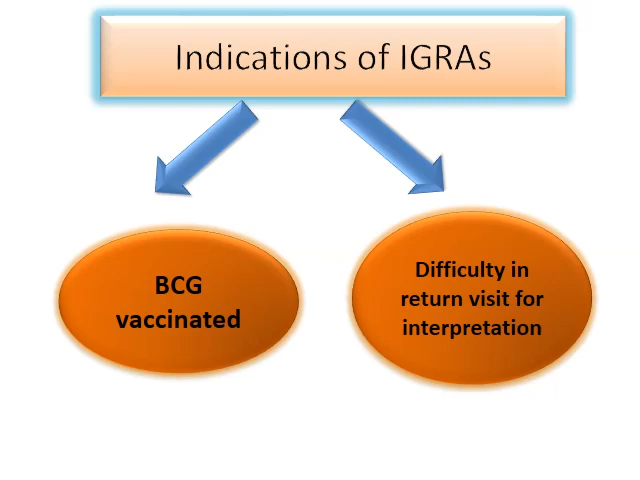 Indications of IGRAs
BCG
vaccinated
Difficulty in
return visit for
interpretation